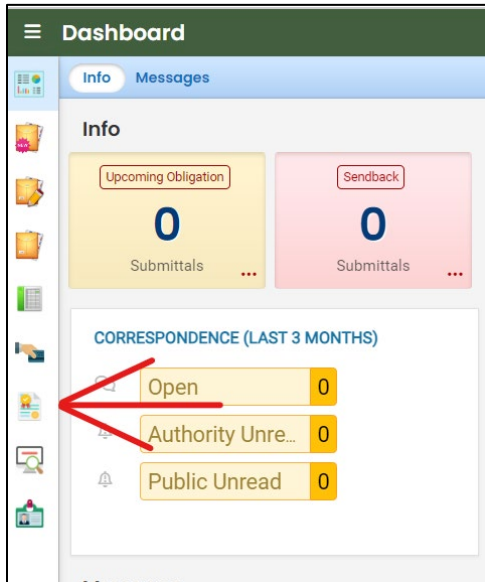 Dashboard
Info Messages
Info
Upcoming Obligation
0
Submittals
...
Sendback
0
Submittals
...
CORRESPONDENCE (LAST 3 MONTHS)
Open 0
Authority Unre... 0
Public Unread 0